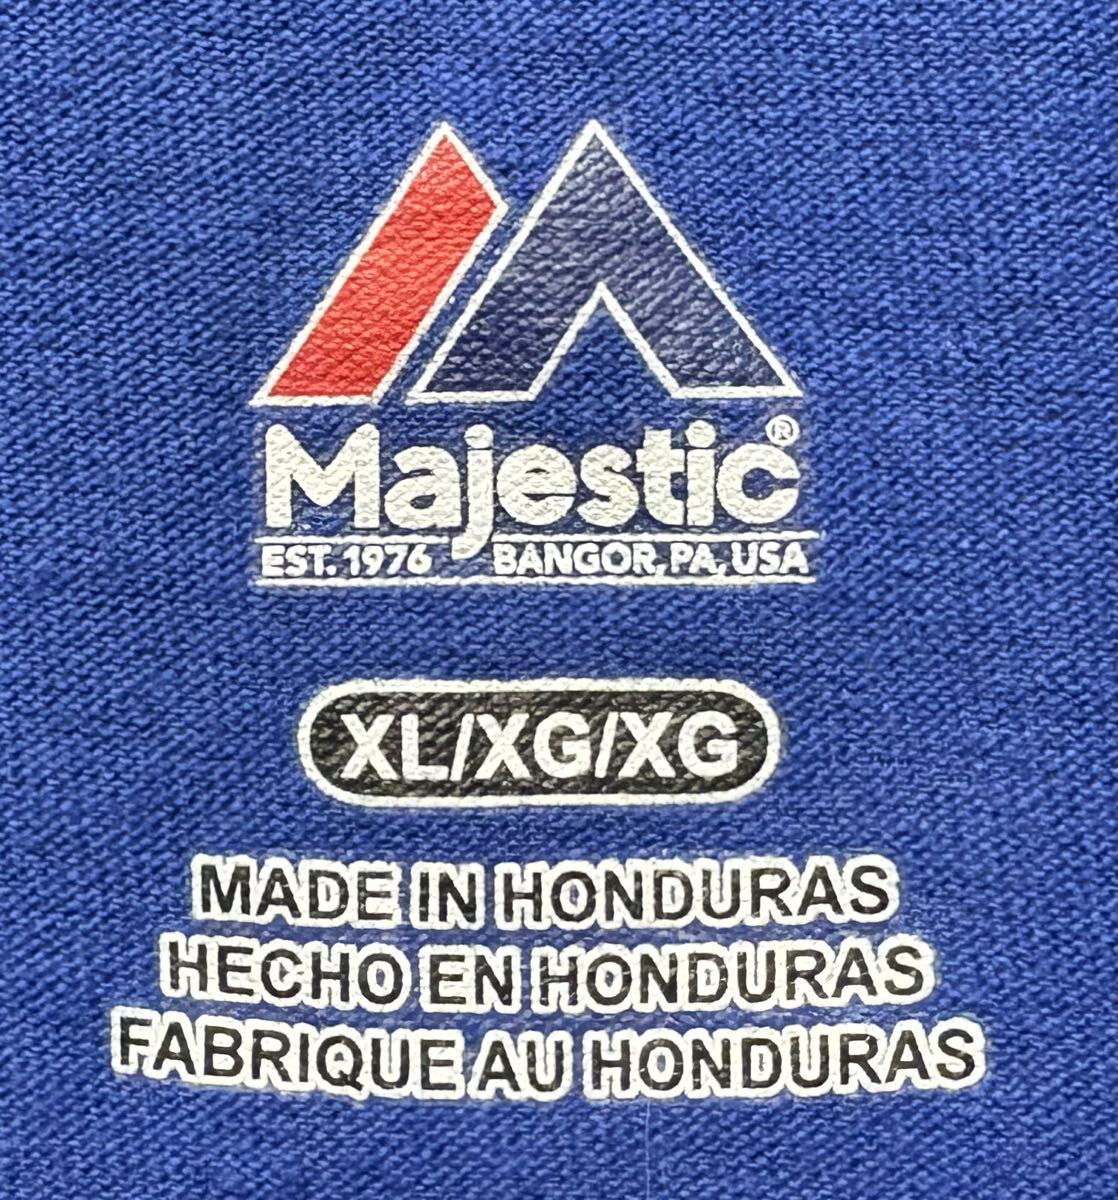 Majestic®
EST. 1976 BANGOR, PA, USA
XL/XG/XG
MADE IN HONDURAS
HECHO EN HONDURAS
FABRIQUE AU HONDURAS